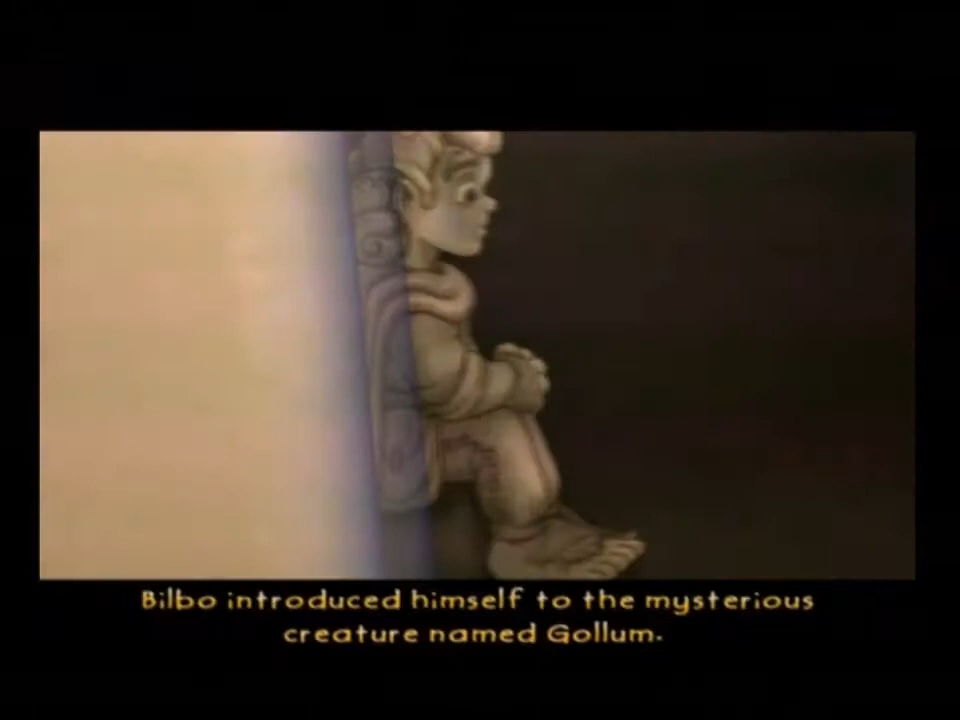 Bilbo introduced himself to the mysterious
creature named Gollum.